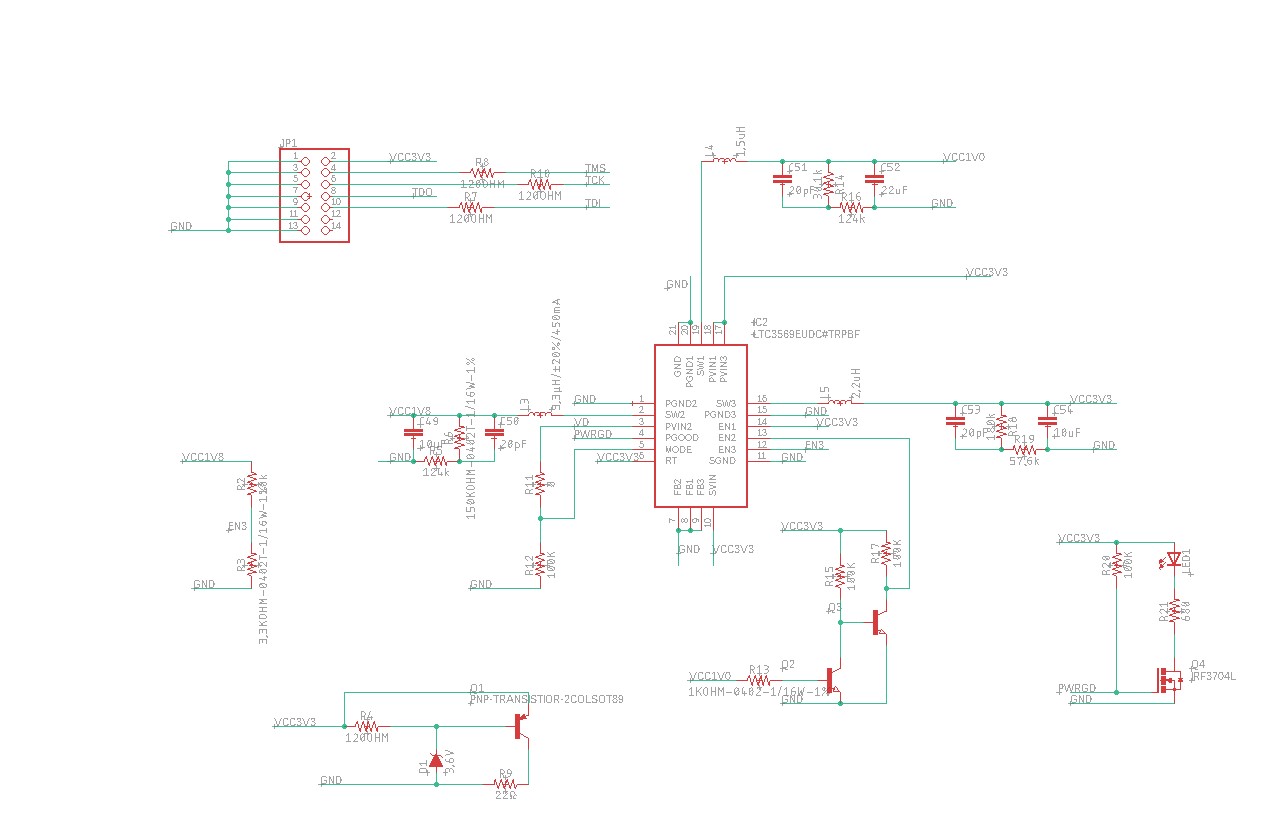 JP1
1 2 VCC3V3
3 4 R8 TMS
120OHM
5 6 R10 TCK
120OHM
7 8 TDO
9 10 R7 TDI
120OHM
11 12
13 14
GND
L4 1,5uH
C51 20pF
R14
R16 124k
C52 22uF
VCC1V0
GND
GND
VCC3V3
IC2
LTC3569EUDC#TRPBF
21 20 19 18 17
GND PGND1 SW1 PVIN1 PVIN3
1 PGND2
2 SW2
3 PVIN2
4 PGOOD
5 MODE
6 RT
SW3 16
PGND3 15
EN1 14
EN2 13
EN3 12
SGND 11
FB2 FB1 FB3 SVIN
7 8 9 10
GND
VCC3V3
GND
VD
PWRGD
VCC3V3
L3
3,3µH/±20%/450mA
150KOHM-0402T-1/16W-1%
VCC1V8
C49 10uF
R6
C50 20pF
GND
R5 124k
R11 0
R12 100K
GND
VCC1V8
R2
EN3
R3
3,3KOHM-0402T-1/16W-1%
GND
L5 2,2uH
GND
VCC3V3
EN3
GND
C53 20pF
180k R18
R19 57,6k
C54 10uF
VCC3V3
GND
VCC3V3
R15 100K
R17 100K
Q3
VCC1V0
R13
1KOHM-0402-1/16W-1%
Q2
GND
VCC3V3
R20 100K
LED1
R21 680
PWRGD
GND
Q4
IRF3704L
Q1
PNP-TRANSISTIOR-2COLSOT89
VCC3V3
R4
120OHM
D1 3,6V
GND
R9
22Ω